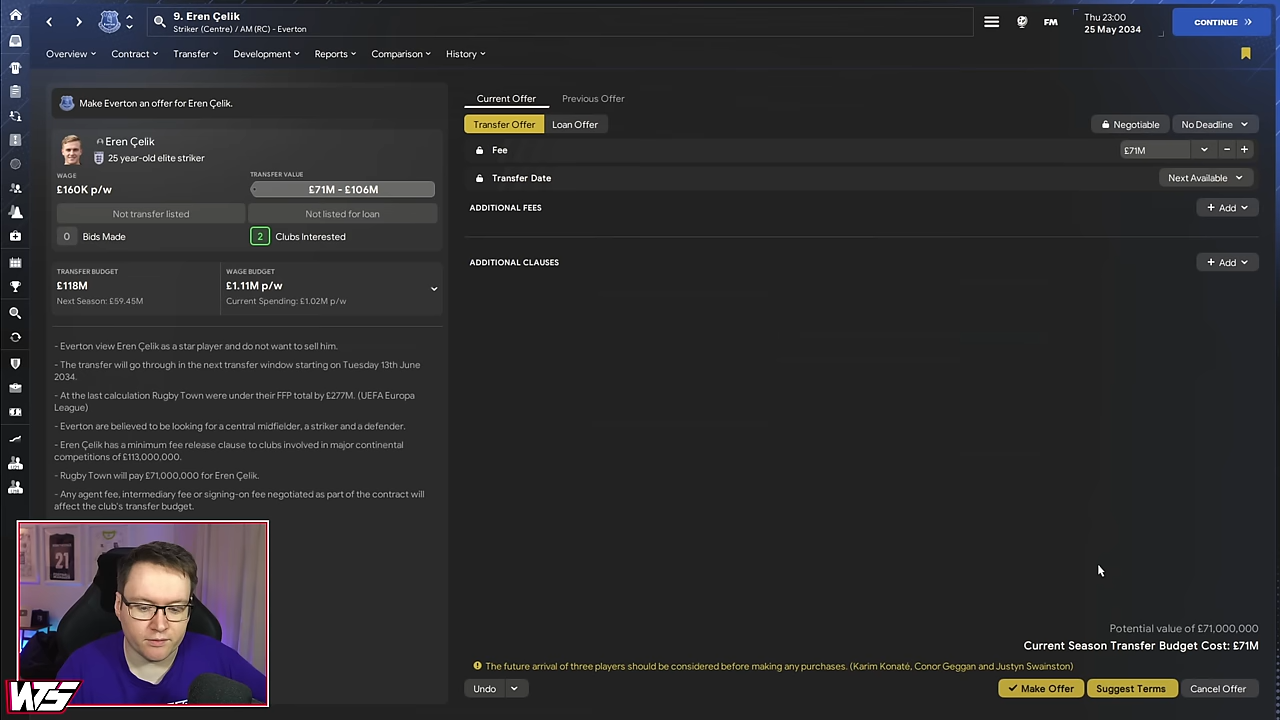 9. Eren Çelik
Striker (Centre) / AM (RC) - Everton
FM
Thu 23:00
25 May 2034
CONTINUE
Overview
Contract
Transfer
Development
Reports
Comparison
History
Make Everton an offer for Eren Çelik.
Current Offer
Previous Offer
Transfer Offer
Loan Offer
Negotiable
No Deadline
Eren Çelik
25 year-old elite striker
WAGE
£160K p/w
TRANSFER VALUE
£71M - £106M
Not transfer listed
Not listed for loan
0 Bids Made
2 Clubs Interested
TRANSFER BUDGET
£118M
Next Season: £59.45M
WAGE BUDGET
£1.11M p/w
Current Spending: £1.02M p/w
Fee
£71M
Transfer Date
Next Available
ADDITIONAL FEES
Add
ADDITIONAL CLAUSES
Add
- Everton view Eren Çelik as a star player and do not want to sell him.
- The transfer will go through in the next transfer window starting on Tuesday 13th June
2034.
- At the last calculation Rugby Town were under their FFP total by £277M. (UEFA Europa
League)
- Everton are believed to be looking for a central midfielder, a striker and a defender.
- Eren Çelik has a minimum fee release clause to clubs involved in major continental
competitions of £113,000,000.
- Rugby Town will pay £71,000,000 for Eren Çelik.
- Any agent fee, intermediary fee or signing-on fee negotiated as part of the contract will
affect the club's transfer budget.
21
WTS
Potential value of £71,000,000
Current Season Transfer Budget Cost: £71M
The future arrival of three players should be considered before making any purchases. (Karim Konaté, Conor Geggan and Justyn Swainston)
Undo
Make Offer
Suggest Terms
Cancel Offer